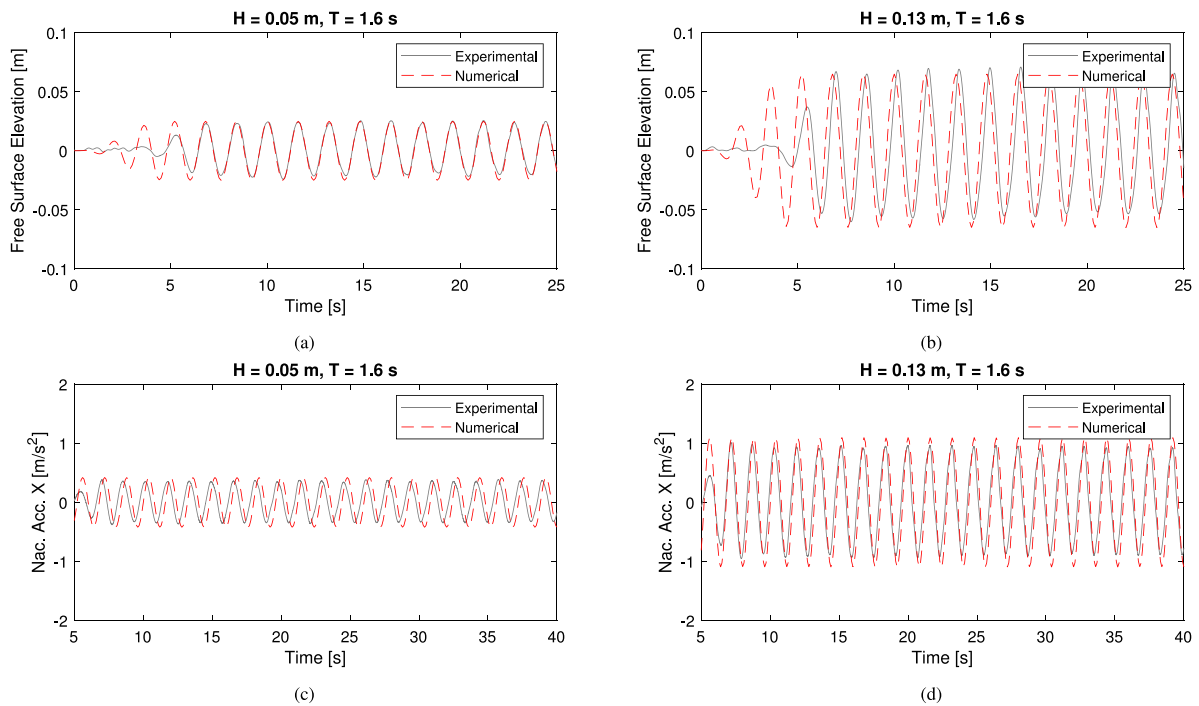 H = 0.05 m, T = 1.6 s
Free Surface Elevation [m]
0.1
0.05
0
-0.05
-0.1
Experimental
Numerical
0 5 10 15 20 25
Time [s]
(a)
H = 0.13 m, T = 1.6 s
Free Surface Elevation [m]
0.1
0.05
0
-0.05
-0.1
Experimental
Numerical
0 5 10 15 20 25
Time [s]
(b)
H = 0.05 m, T = 1.6 s
Nac. Acc. X [m/s²]
2
1
0
-1
-2
Experimental
Numerical
5 10 15 20 25 30 35 40
Time [s]
(c)
H = 0.13 m, T = 1.6 s
Nac. Acc. X [m/s²]
2
1
0
-1
-2
Experimental
Numerical
5 10 15 20 25 30 35 40
Time [s]
(d)